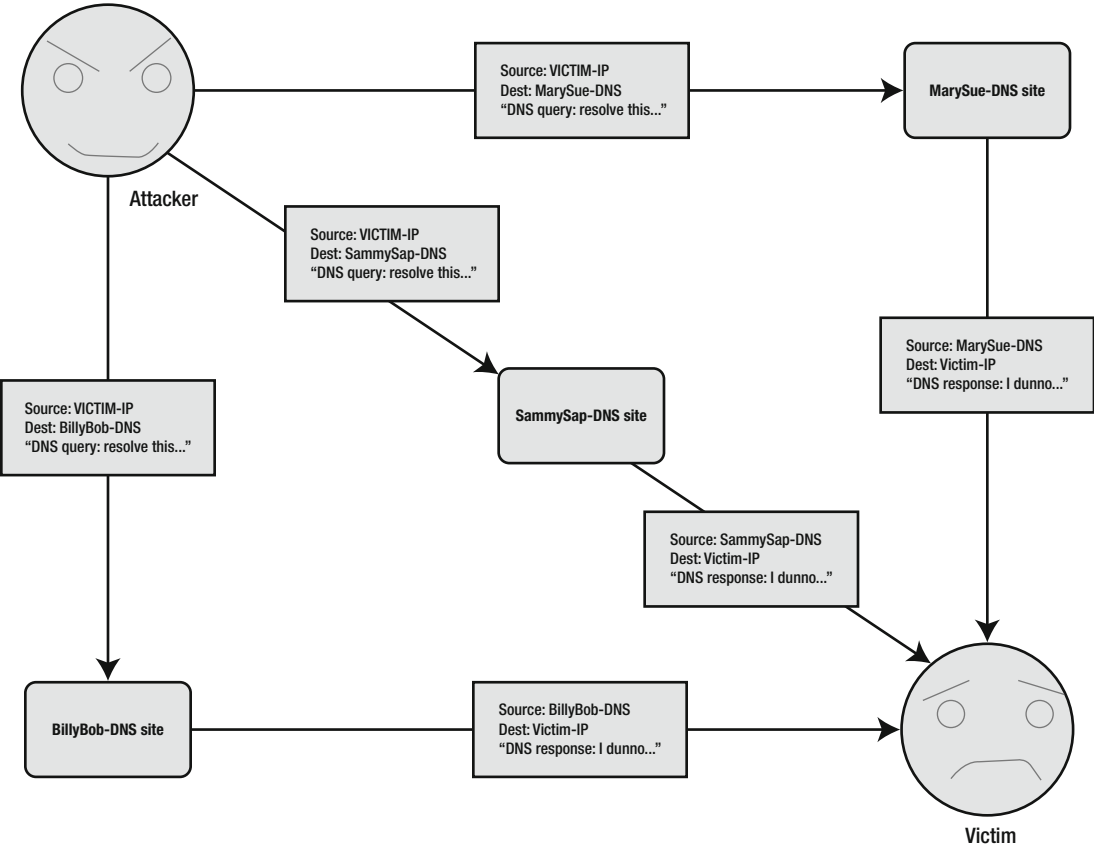 Source: VICTIM-IP
Dest: MarySue-DNS
“DNS query: resolve this...”
MarySue-DNS site
Attacker
Source: VICTIM-IP
Dest: SammySap-DNS
“DNS query: resolve this...”
Source: MarySue-DNS
Dest: Victim-IP
“DNS response: I dunno...”
Source: VICTIM-IP
Dest: BillyBob-DNS
“DNS query: resolve this...”
SammySap-DNS site
Source: SammySap-DNS
Dest: Victim-IP
“DNS response: I dunno...”
BillyBob-DNS site
Source: BillyBob-DNS
Dest: Victim-IP
“DNS response: I dunno...”
Victim